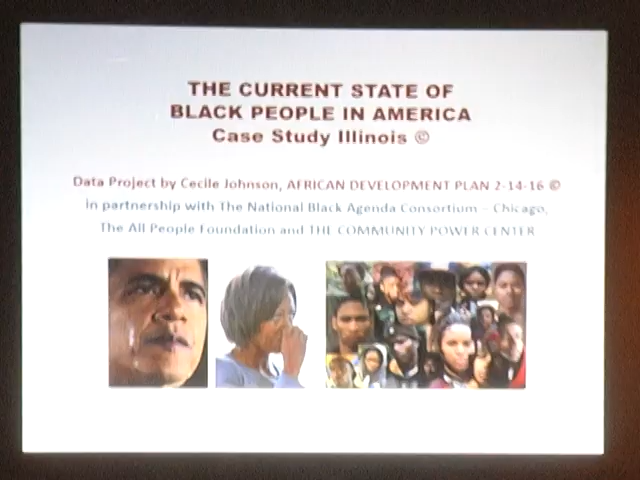 THE CURRENT STATE OF
BLACK PEOPLE IN AMERICA
Case Study Illinois ©
Data Project by Cecile Johnson, AFRICAN DEVELOPMENT PLAN 2-14-16 ©
in partnership with The National Black Agenda Consortium – Chicago,
The All People Foundation and THE COMMUNITY POWER CENTER